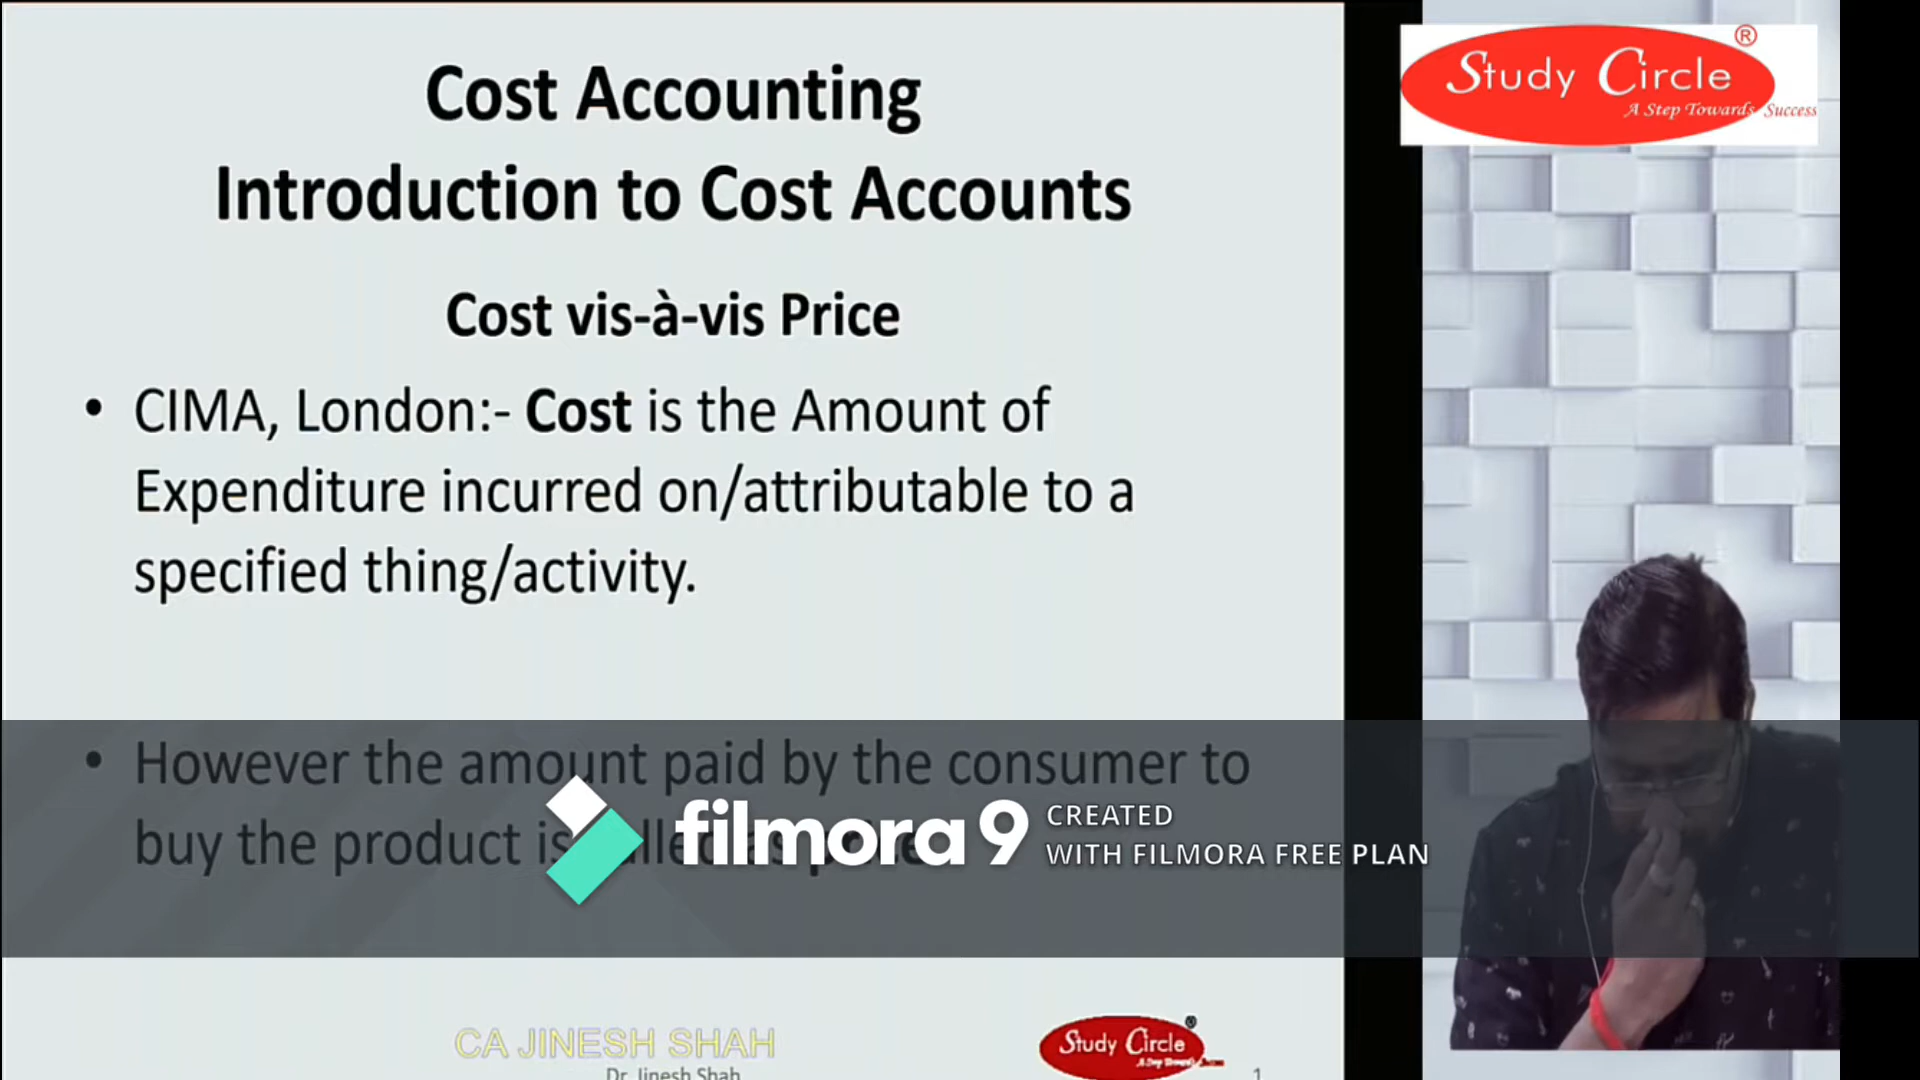 Cost Accounting
Introduction to Cost Accounts
Cost vis-à-vis Price
• CIMA, London:- Cost is the Amount of
Expenditure incurred on/attributable to a
specified thing/activity.
• However the amount paid by the consumer to
buy the product is
filmora9
CREATED
WITH FILMORA FREE PLAN
CA JINESH SHAH
Dr. Jinesh Shah
Study Circle
1
Study Circle ®
A Step Towards Success